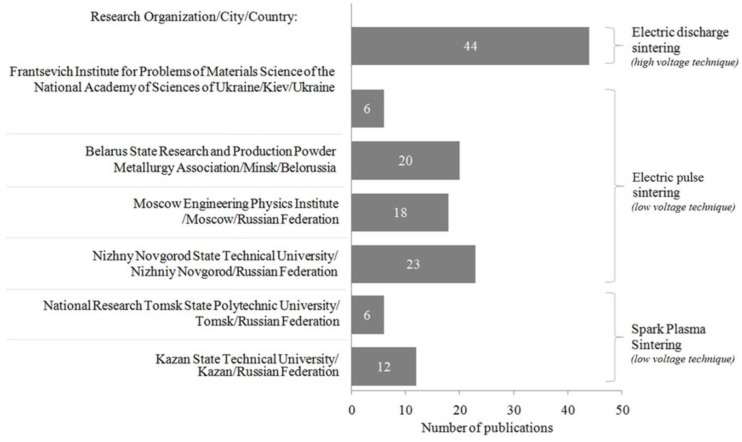 Research Organization/City/Country:
44
Electric discharge
sintering
(high voltage technique)
Frantsevich Institute for Problems of Materials Science of the
National Academy of Sciences of Ukraine/Kiev/Ukraine
6
Belarus State Research and Production Powder
Metallurgy Association/Minsk/Belorussia
20
Electric pulse
sintering
(low voltage technique)
Moscow Engineering Physics Institute
/Moscow/Russian Federation
18
Nizhny Novgorod State Technical University/
Nizhniy Novgorod/Russian Federation
23
National Research Tomsk State Polytechnic University/
Tomsk/Russian Federation
6
Spark Plasma
Sintering
(low voltage technique)
Kazan State Technical University/
Kazan/Russian Federation
12
0 10 20 30 40 50
Number of publications